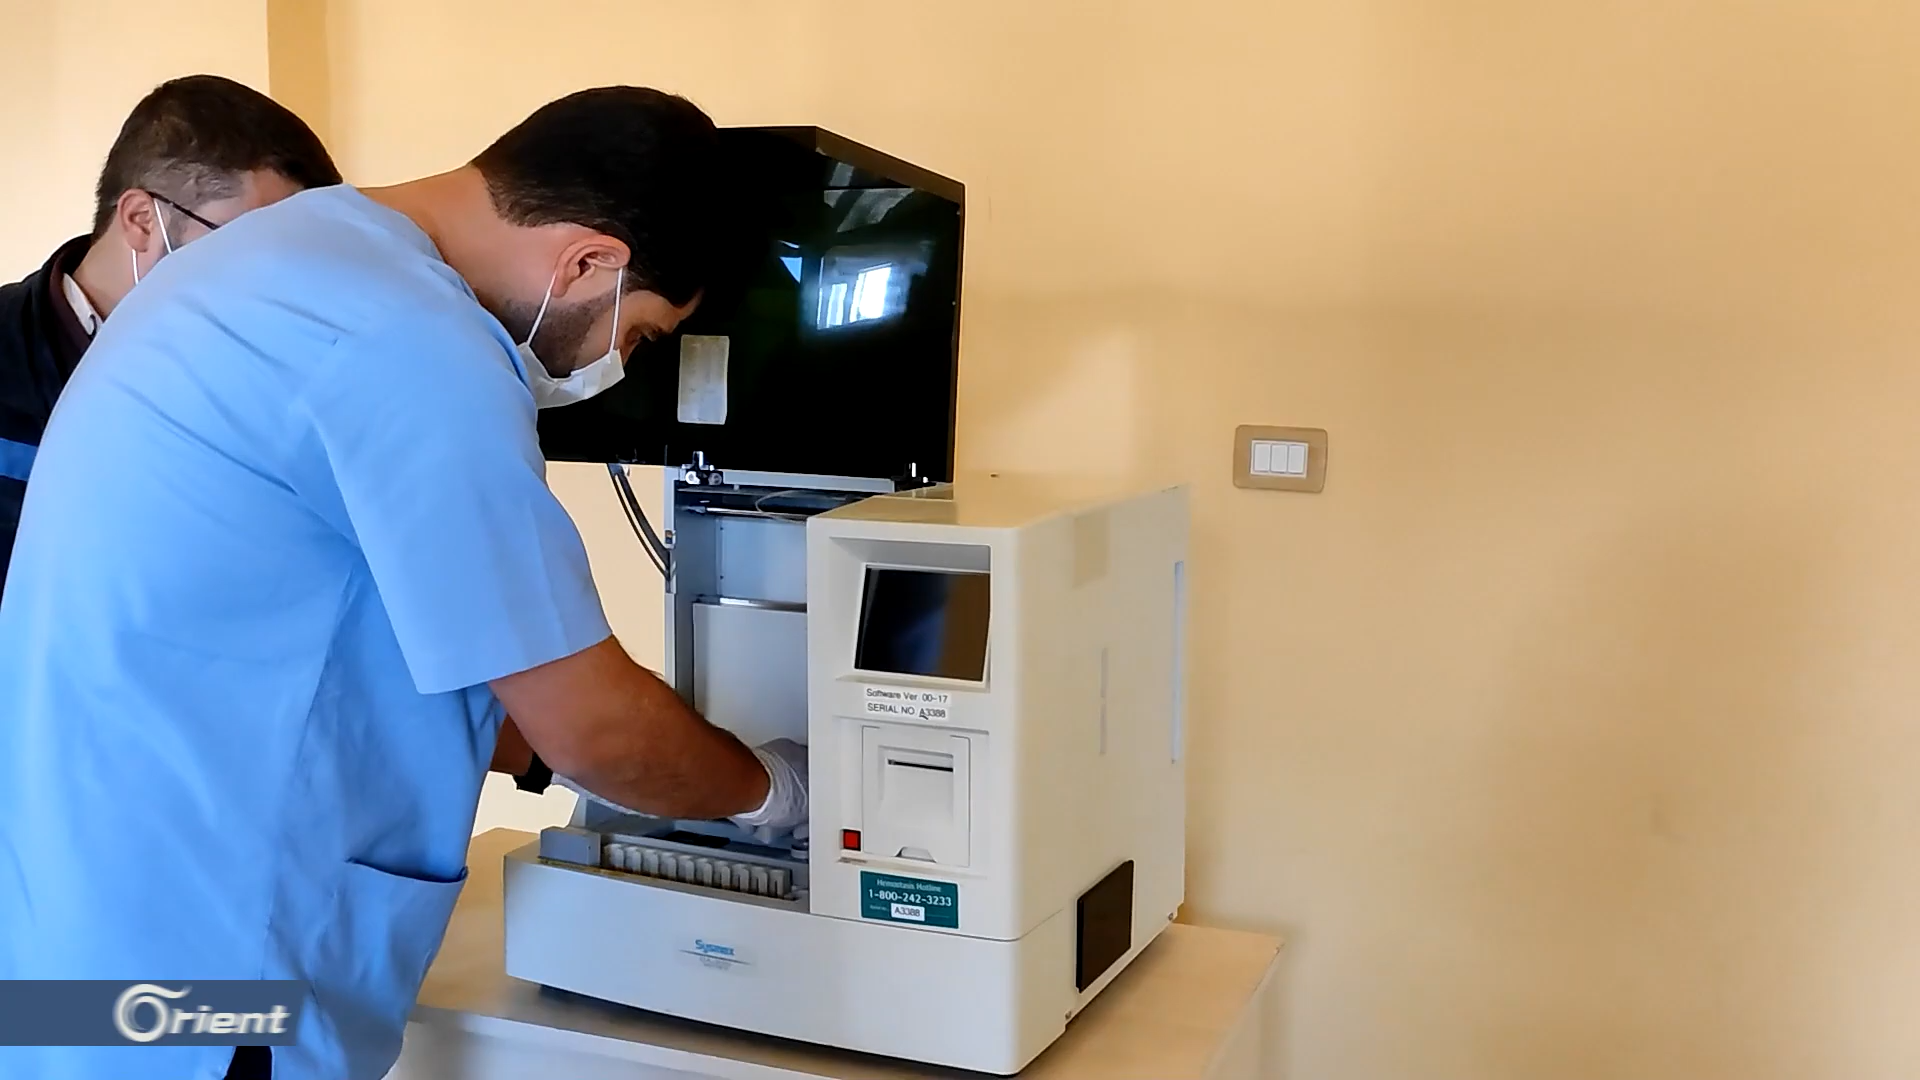 Software Ver. 00-17
SERIAL NO. A3388
Hemostasis Hotline
1-800-242-3233
A3388
Sysmex
Orient